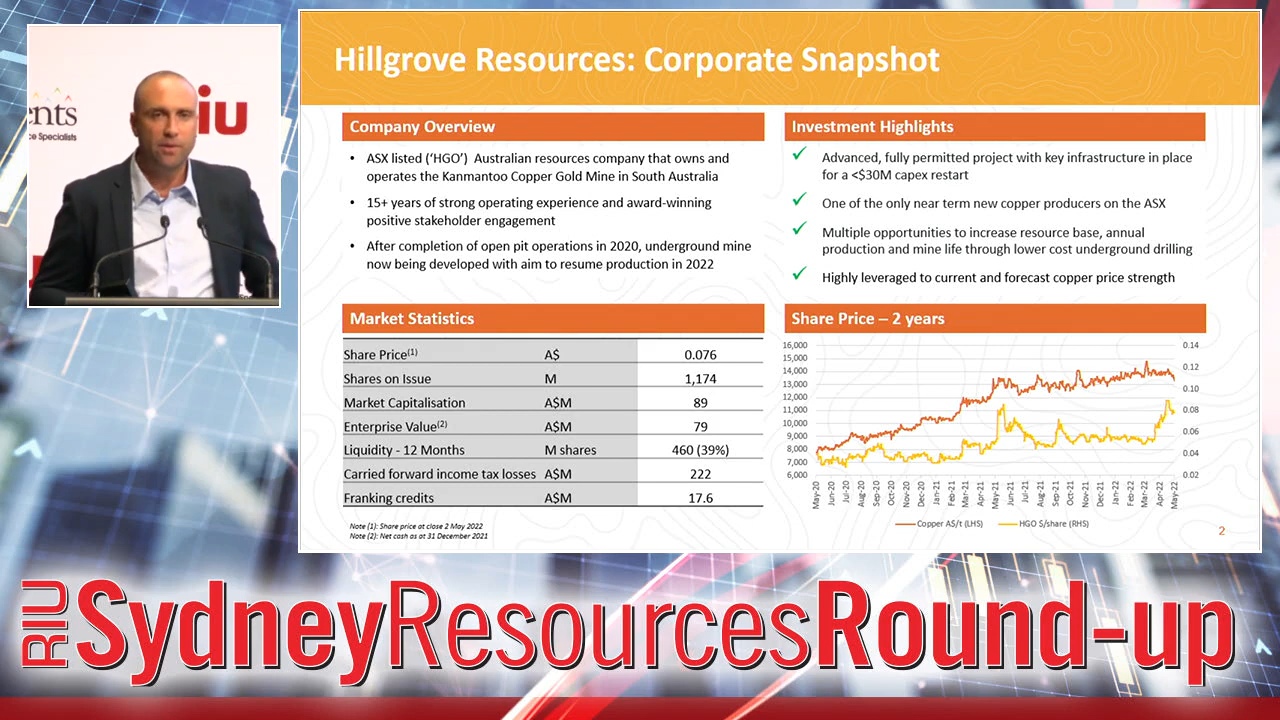 ents
ce Specialists
iu
Hillgrove Resources: Corporate Snapshot
Company Overview
• ASX listed (‘HGO’) Australian resources company that owns and
operates the Kanmantoo Copper Gold Mine in South Australia
• 15+ years of strong operating experience and award-winning
positive stakeholder engagement
• After completion of open pit operations in 2020, underground mine
now being developed with aim to resume production in 2022
Investment Highlights
✓ Advanced, fully permitted project with key infrastructure in place
for a <$30M capex restart
✓ One of the only near term new copper producers on the ASX
✓ Multiple opportunities to increase resource base, annual
production and mine life through lower cost underground drilling
✓ Highly leveraged to current and forecast copper price strength
Market Statistics
Share Price(1) A$ 0.076
Shares on Issue M 1,174
Market Capitalisation A$M 89
Enterprise Value(2) A$M 79
Liquidity - 12 Months M shares 460 (39%)
Carried forward income tax losses A$M 222
Franking credits A$M 17.6
Note (1): Share price at close 2 May 2022
Note (2): Net cash as at 31 December 2021
Share Price – 2 years
16,000
15,000
14,000
13,000
12,000
11,000
10,000
9,000
8,000
7,000
6,000
0.14
0.12
0.10
0.08
0.06
0.04
0.02
May-20
Jun-20
Jul-20
Aug-20
Sep-20
Oct-20
Nov-20
Dec-20
Jan-21
Feb-21
Mar-21
Apr-21
May-21
Jun-21
Jul-21
Aug-21
Sep-21
Oct-21
Nov-21
Dec-21
Jan-22
Feb-22
Mar-22
Apr-22
May-22
Copper A$/t (LHS) HGO $/share (RHS)
2
RIU SydneyResourcesRound-up